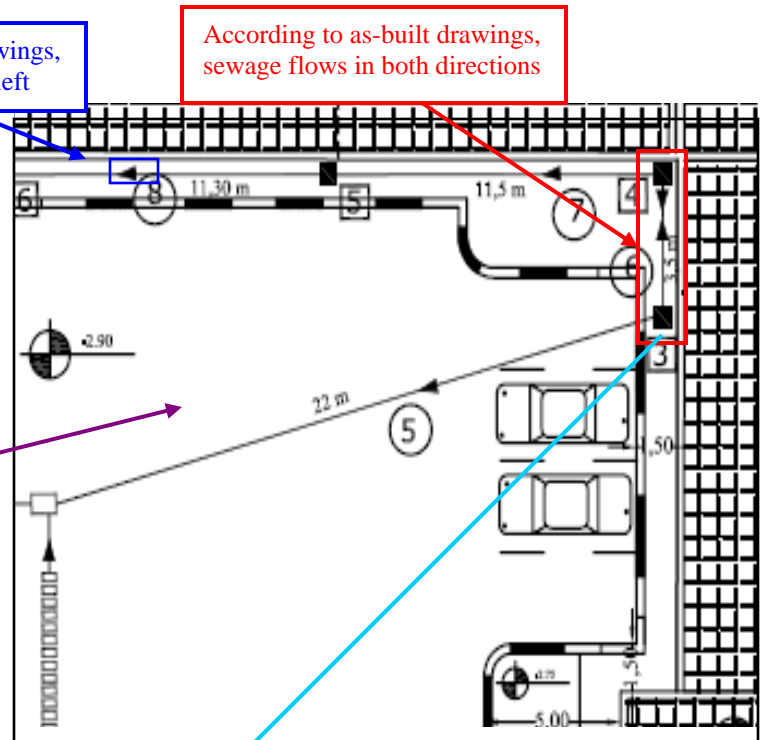 According to as-built drawings,
sewage flows in both directions
wings,
left
11,30 m
11,5 m
3,5 m
6
8
5
7
4
6
3
-2.90
22 m
5
1,50
1,50
5.00